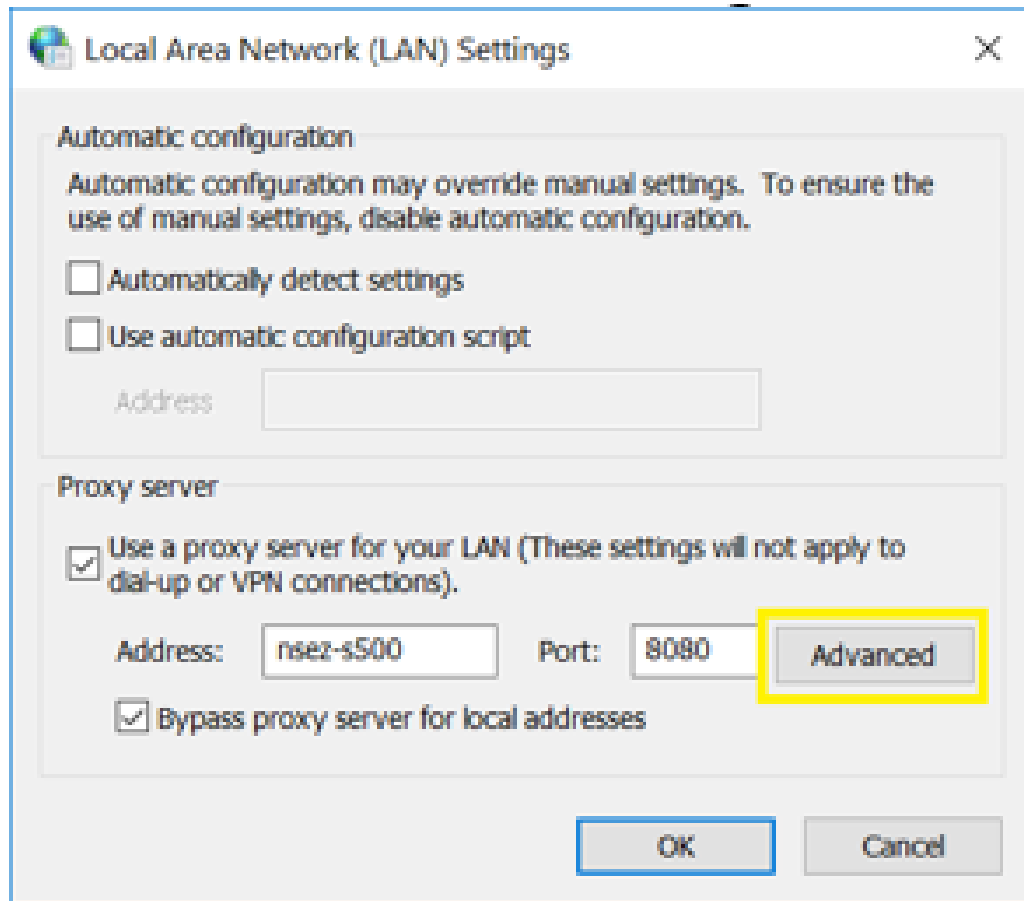 Local Area Network (LAN) Settings
Automatic configuration
Automatic configuration may override manual settings. To ensure the
use of manual settings, disable automatic configuration.
Automatically detect settings
Use automatic configuration script
Address
Proxy server
Use a proxy server for your LAN (These settings will not apply to
dial-up or VPN connections).
Address: nsez-s500 Port: 8080 Advanced
Bypass proxy server for local addresses
OK Cancel